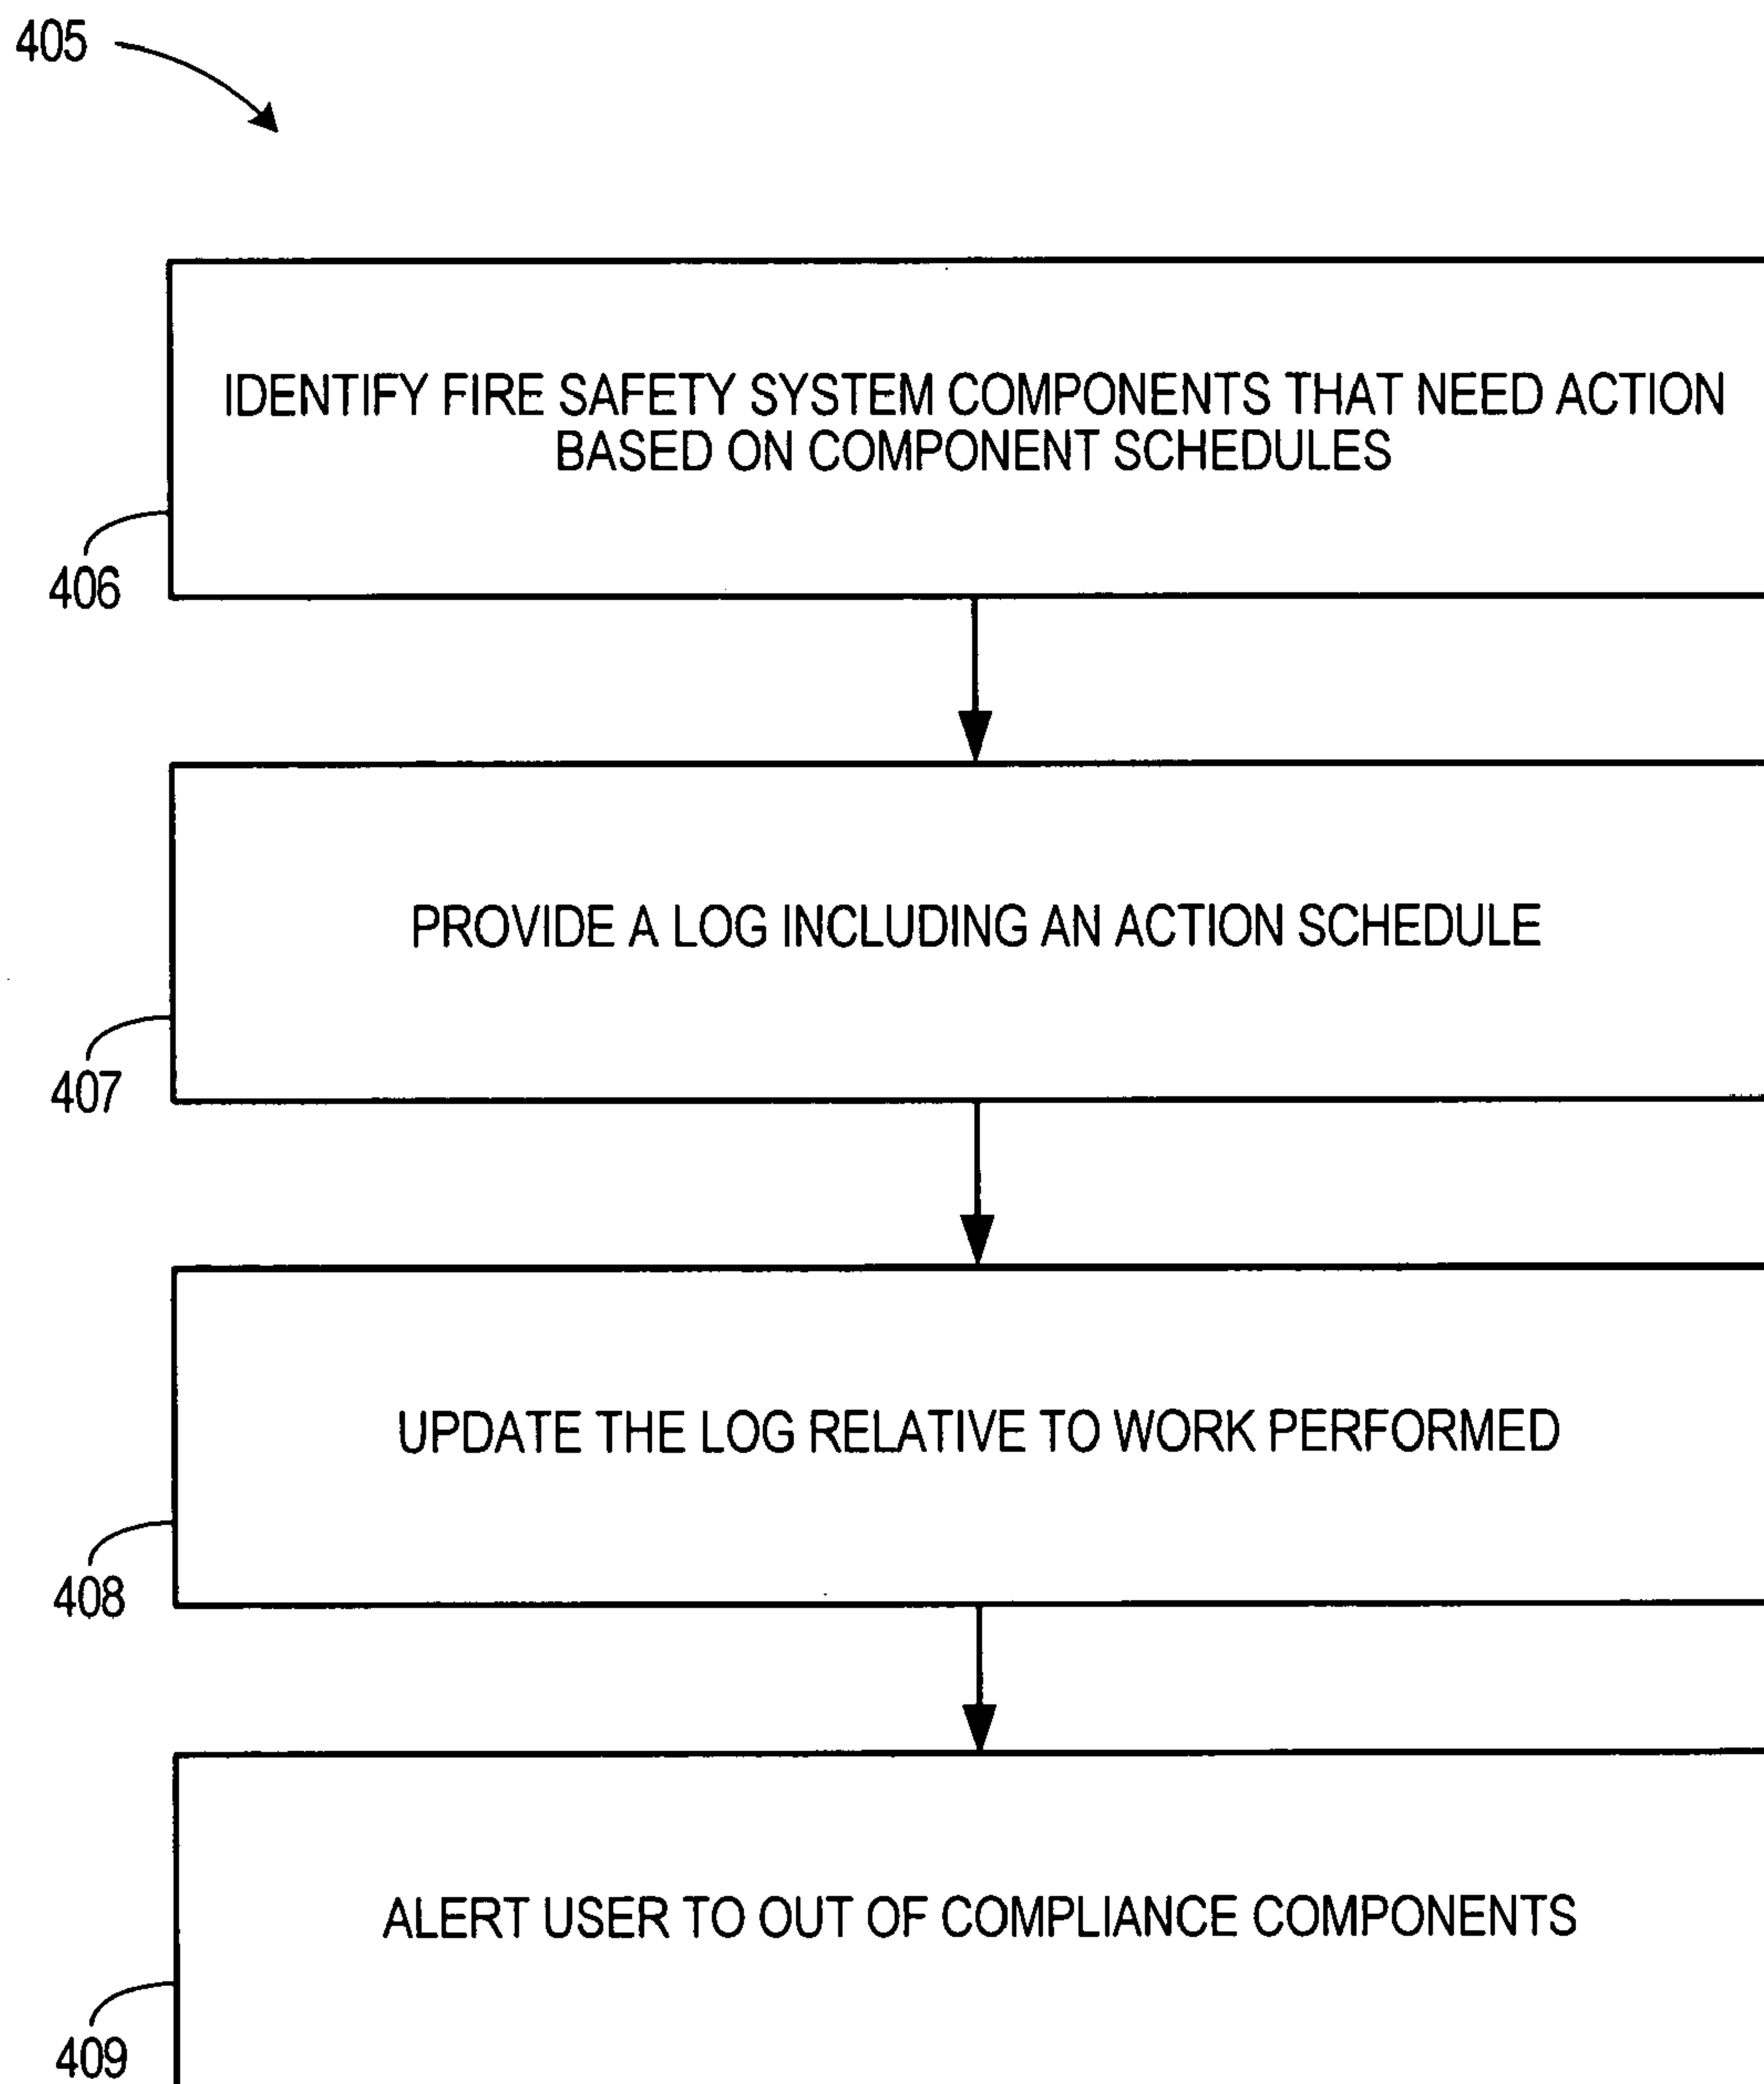 405
IDENTIFY FIRE SAFETY SYSTEM COMPONENTS THAT NEED ACTION
BASED ON COMPONENT SCHEDULES
406
PROVIDE A LOG INCLUDING AN ACTION SCHEDULE
407
UPDATE THE LOG RELATIVE TO WORK PERFORMED
408
ALERT USER TO OUT OF COMPLIANCE COMPONENTS
409